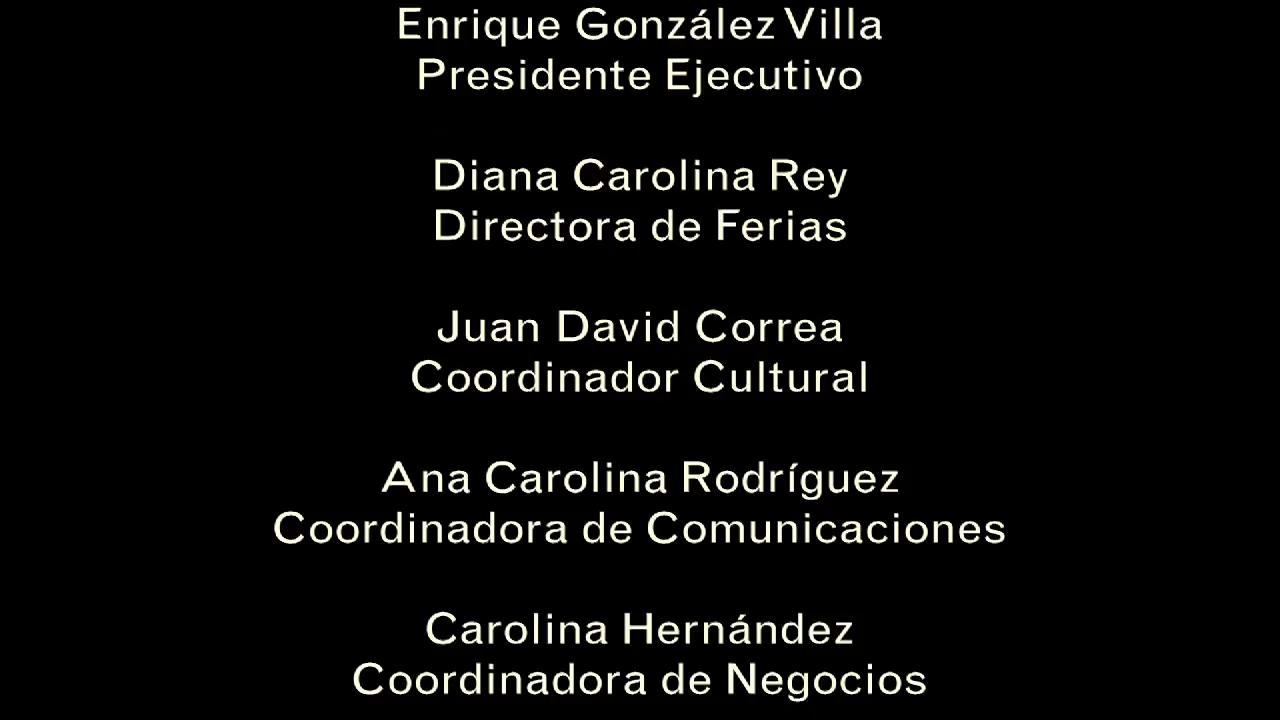 Enrique González Villa
Presidente Ejecutivo
Diana Carolina Rey
Directora de Ferias
Juan David Correa
Coordinador Cultural
Ana Carolina Rodríguez
Coordinadora de Comunicaciones
Carolina Hernández
Coordinadora de Negocios